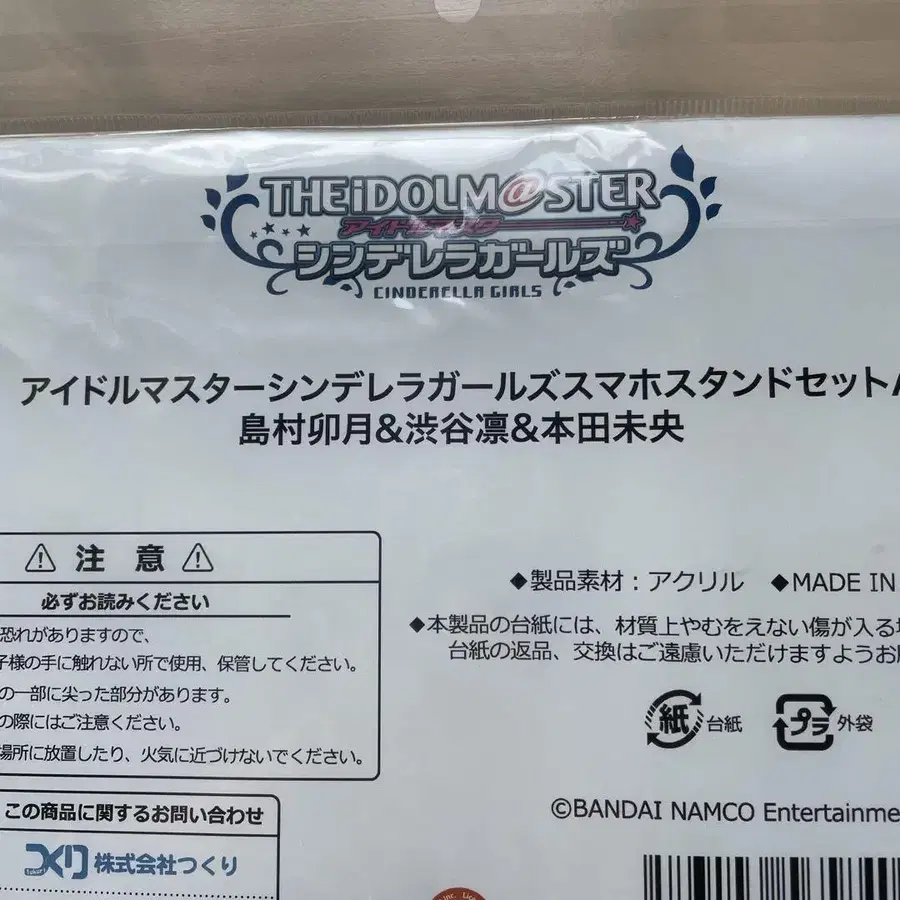 THE iDOLM@STER
アイドルマスター
シンデレラガールズ
CINDERELLA GIRLS
アイドルマスターシンデレラガールズスマホスタンドセットA
島村卯月&渋谷凛&本田未央
注 意
必ずお読みください
恐れがありますので、
子様の手に触れない所で使用、保管してください。
の一部に尖った部分があります。
の際にはご注意ください。
場所に放置したり、火気に近づけないでください。
◆製品素材：アクリル ◆MADE IN
◆本製品の台紙には、材質上やむをえない傷が入る
台紙の返品、交換はご遠慮いただけますようお
紙 台紙 プラ 外袋
©BANDAI NAMCO Entertainme
この商品に関するお問い合わせ
つくり 株式会社つくり